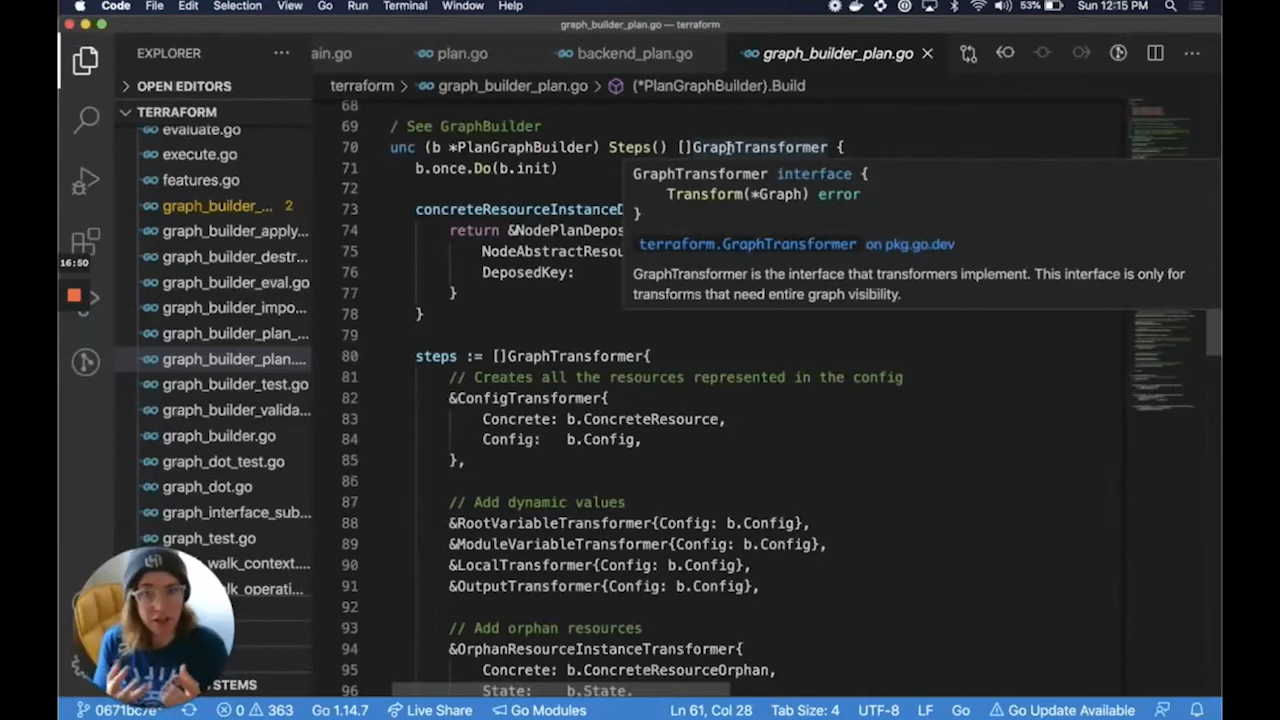 Code File Edit Selection View Go Run Terminal Window Help 53% Sun 12:15 PM
graph_builder_plan.go — terraform
EXPLORER
ain.go plan.go backend_plan.go graph_builder_plan.go
OPEN EDITORS
terraform > graph_builder_plan.go > (*PlanGraphBuilder).Build
TERRAFORM
evaluate.go
execute.go
features.go
graph_builder_... 2
graph_builder_apply...
graph_builder_destr...
graph_builder_eval.go
graph_builder_impo...
graph_builder_plan_...
graph_builder_plan....
graph_builder_test.go
graph_builder_valida...
graph_builder.go
graph_dot_test.go
graph_dot.go
graph_interface_sub...
graph_test.go
_walk_context...
lk_operati...
STEMS
16:50
68
69 / See GraphBuilder
70 unc (b *PlanGraphBuilder) Steps() []GraphTransformer {
71 b.once.Do(b.init)
72
73 concreteResourceInstanceD
74 return &NodePlanDepos
75 NodeAbstractResou
76 DeposedKey:
77 }
78 }
79
80 steps := []GraphTransformer{
81 // Creates all the resources represented in the config
82 &ConfigTransformer{
83 Concrete: b.ConcreteResource,
84 Config: b.Config,
85 },
86
87 // Add dynamic values
88 &RootVariableTransformer{Config: b.Config},
89 &ModuleVariableTransformer{Config: b.Config},
90 &LocalTransformer{Config: b.Config},
91 &OutputTransformer{Config: b.Config},
92
93 // Add orphan resources
94 &OrphanResourceInstanceTransformer{
95 Concrete: b.ConcreteResourceOrphan,
96 State: b.State,
GraphTransformer interface {
Transform(*Graph) error
}
terraform.GraphTransformer on pkg.go.dev
GraphTransformer is the interface that transformers implement. This interface is only for
transforms that need entire graph visibility.
0671bc7e* 0 363 Go 1.14.7 Live Share Go Modules Ln 61, Col 28 Tab Size: 4 UTF-8 LF Go Go Update Available